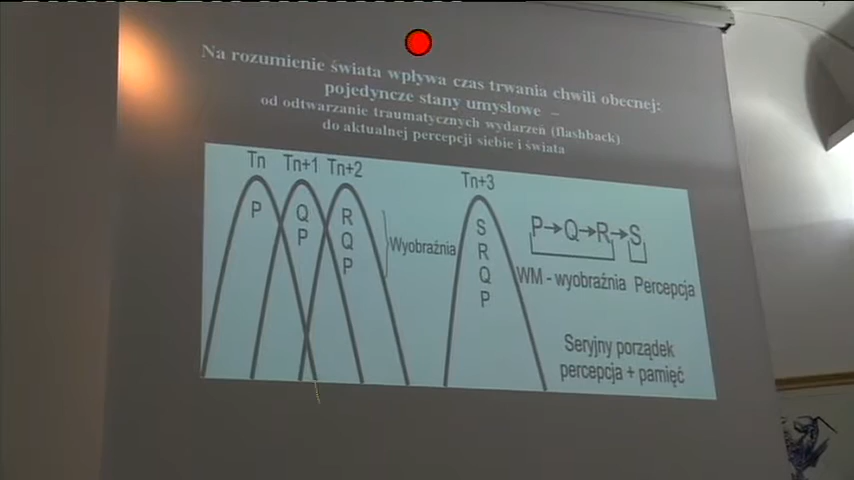 Na rozumienie świata wpływa czas trwania chwili obecnej:
pojedyncze stany umysłowe –
od odtwarzanie traumatycznych wydarzeń (flashback)
do aktualnej percepcji siebie i świata
Tn Tn+1 Tn+2 Tn+3
P
Q
P
R
Q
P
Wyobraźnia
S
R
Q
P
P→Q→R→S
WM - wyobraźnia Percepcja
Seryjny porządek
percepcja + pamięć